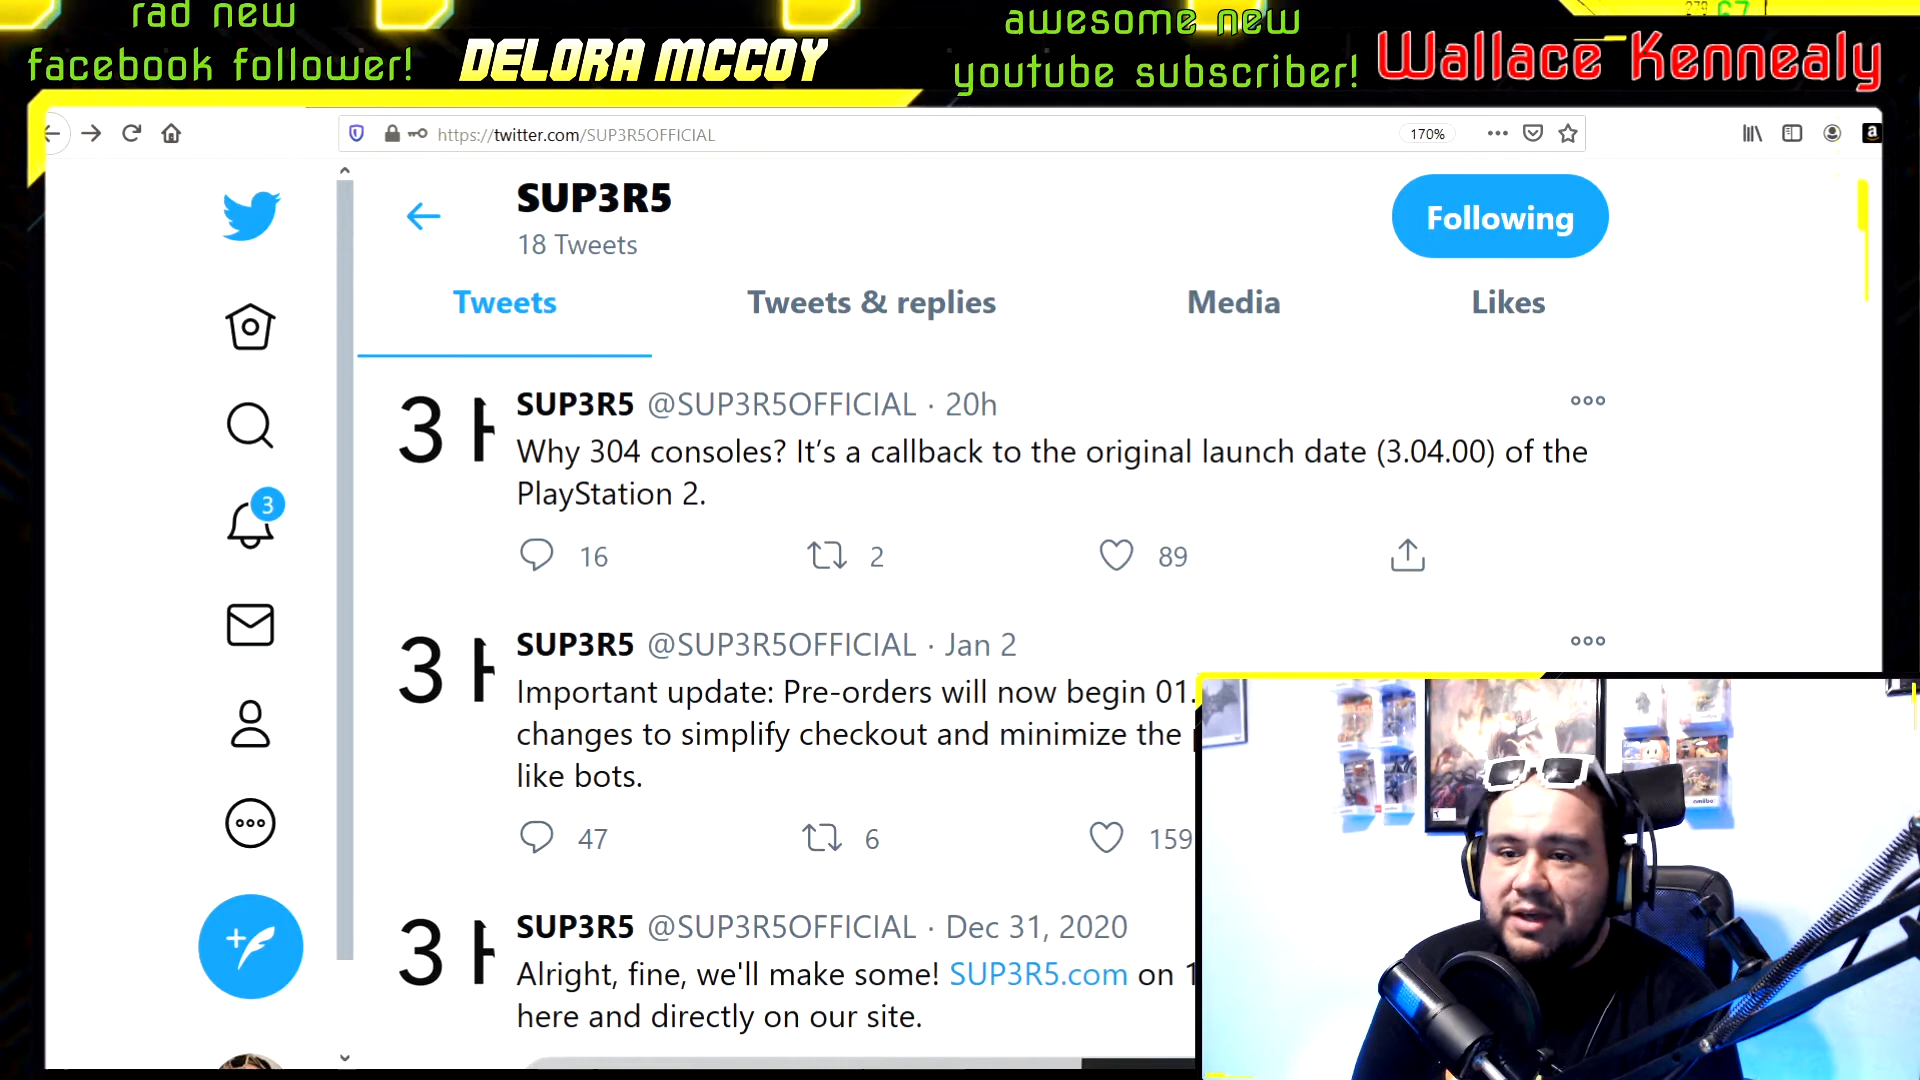 rad new
facebook follower!
DELORA MCCOY
awesome new
youtube subscriber!
Wallace Kennealy
https://twitter.com/SUP3R5OFFICIAL
170%
SUP3R5
18 Tweets
Following
Tweets
Tweets & replies
Media
Likes
3
SUP3R5 @SUP3R5OFFICIAL · 20h
Why 304 consoles? It’s a callback to the original launch date (3.04.00) of the
PlayStation 2.
16
2
89
SUP3R5 @SUP3R5OFFICIAL · Jan 2
Important update: Pre-orders will now begin 01.
changes to simplify checkout and minimize the
like bots.
47
6
159
SUP3R5 @SUP3R5OFFICIAL · Dec 31, 2020
Alright, fine, we'll make some! SUP3R5.com on 1
here and directly on our site.
amiibo